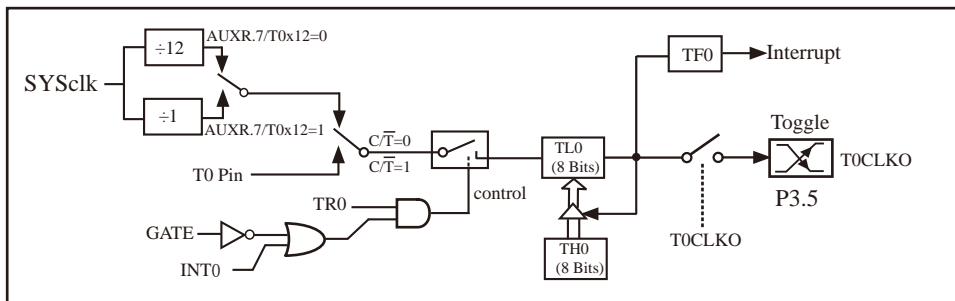 ÷12
AUXR.7/T0x12=0
SYSclk
÷1
AUXR.7/T0x12=1
T0 Pin
C/T̅=0
C/T̅=1
TR0
control
GATE
INT0
TL0
(8 Bits)
TH0
(8 Bits)
TF0
Interrupt
Toggle
T0CLKO
P3.5
T0CLKO